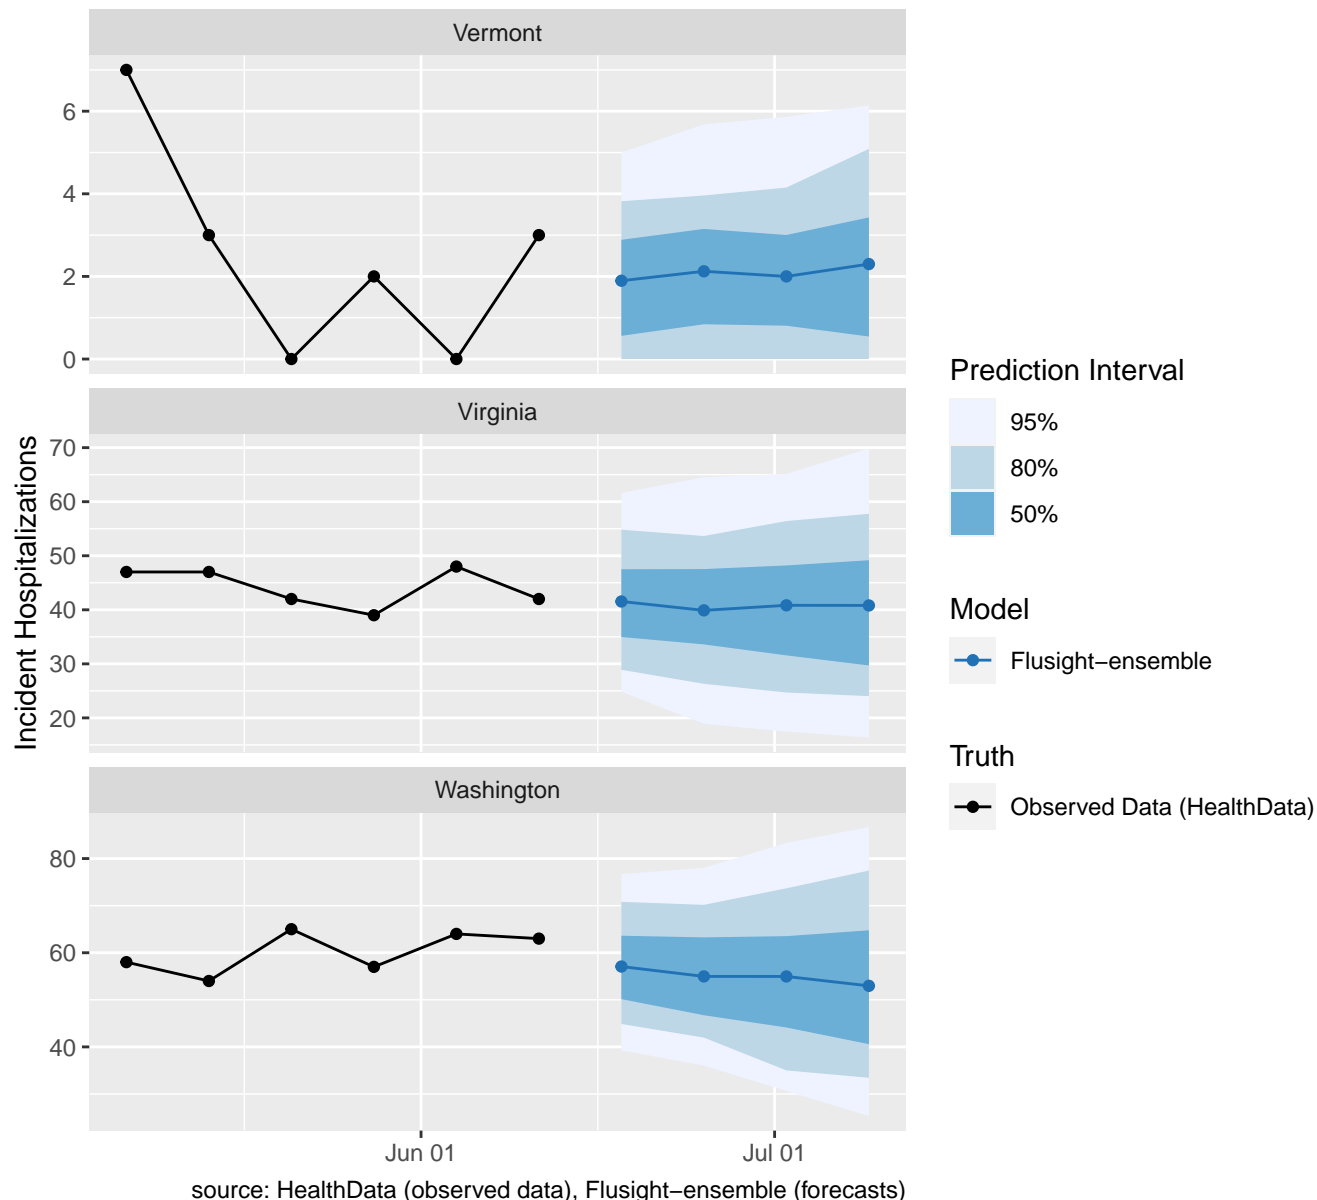 Vermont
6
4
2
0
Virginia
70
60
50
40
30
20
Washington
80
60
40
Incident Hospitalizations
Jun 01
Jul 01
source: HealthData (observed data), Flusight−ensemble (forecasts)
Prediction Interval
95%
80%
50%
Model
Flusight−ensemble
Truth
Observed Data (HealthData)